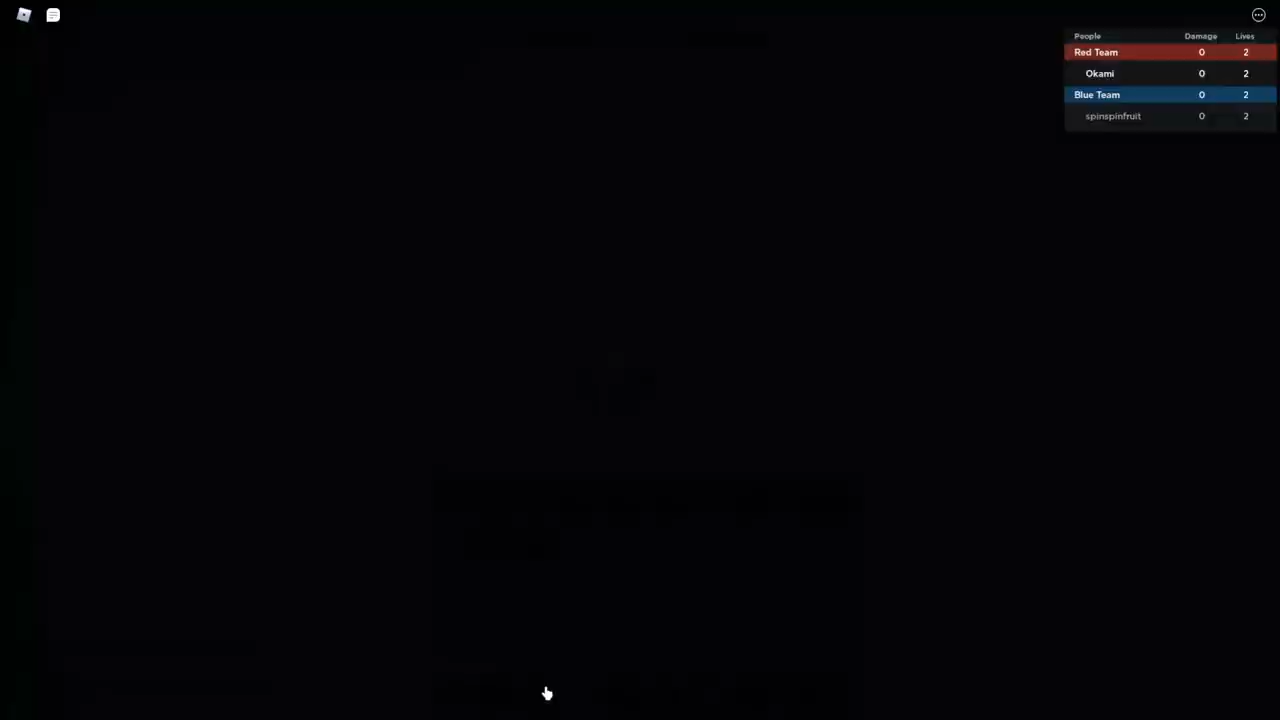 People Damage Lives
Red Team 0 2
Okami 0 2
Blue Team 0 2
spinspinfruit 0 2